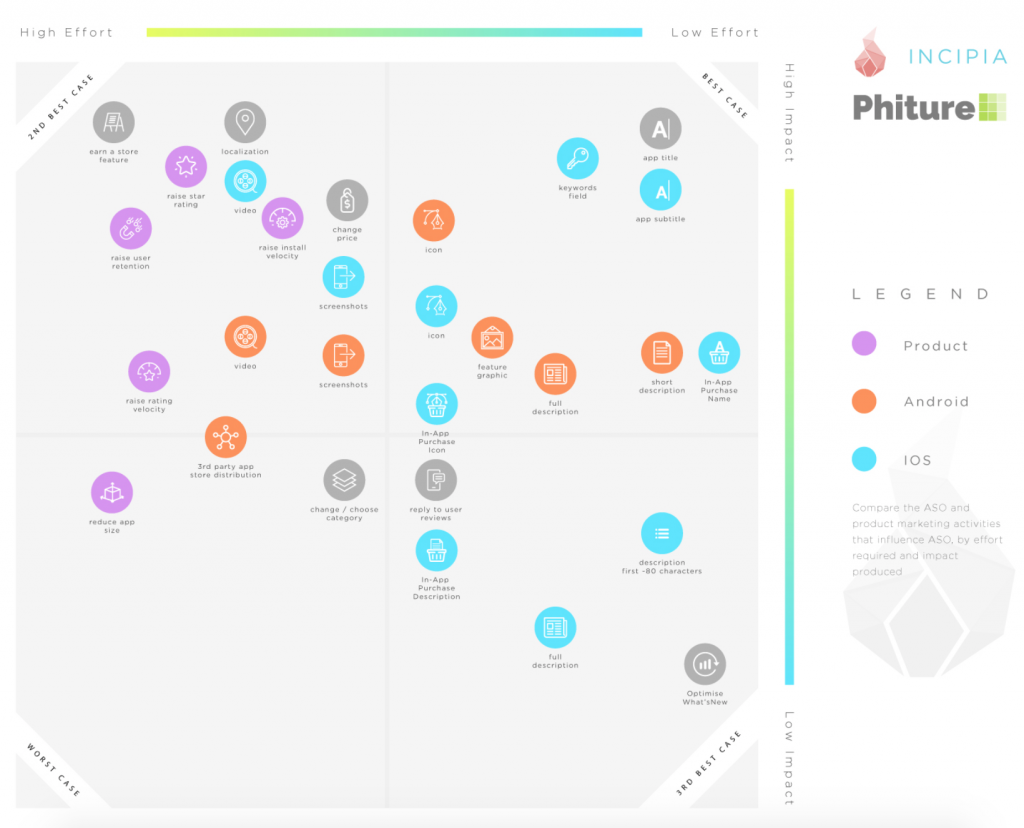 High Effort
Low Effort
INCIPIA
Phiture
2ND BEST CASE
BEST CASE
High Impact
earn a store
feature
localization
A
app title
raise star
rating
video
keywords
field
A
app subtitle
raise user
retention
raise install
velocity
$
change
price
icon
screenshots
icon
LEGEND
Product
Android
IOS
video
screenshots
feature
graphic
full
description
short
description
A
In-App
Purchase
Name
raise rating
velocity
In-App
Purchase
Icon
3rd party app
store distribution
reduce app
size
change / choose
category
reply to user
reviews
Compare the ASO and
product marketing activities
that influence ASO, by effort
required and impact
produced
In-App
Purchase
Description
description
first ~80 characters
full
description
Optimise
What'sNew
WORST CASE
3RD BEST CASE
Low Impact